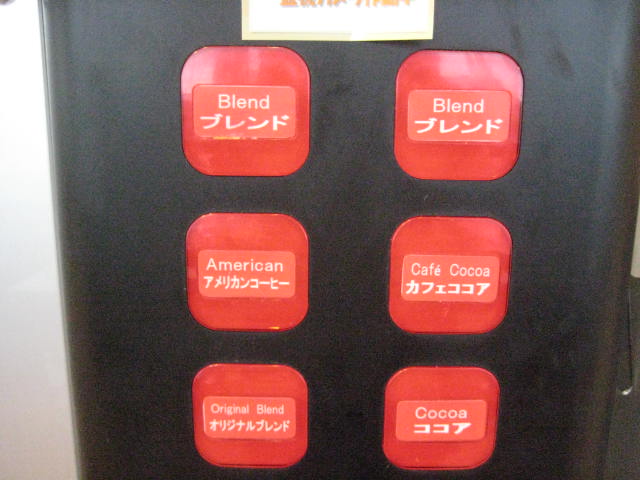 Blend
ブレンド
Blend
ブレンド
American
アメリカンコーヒー
Café Cocoa
カフェココア
Original Blend
オリジナルブレンド
Cocoa
ココア